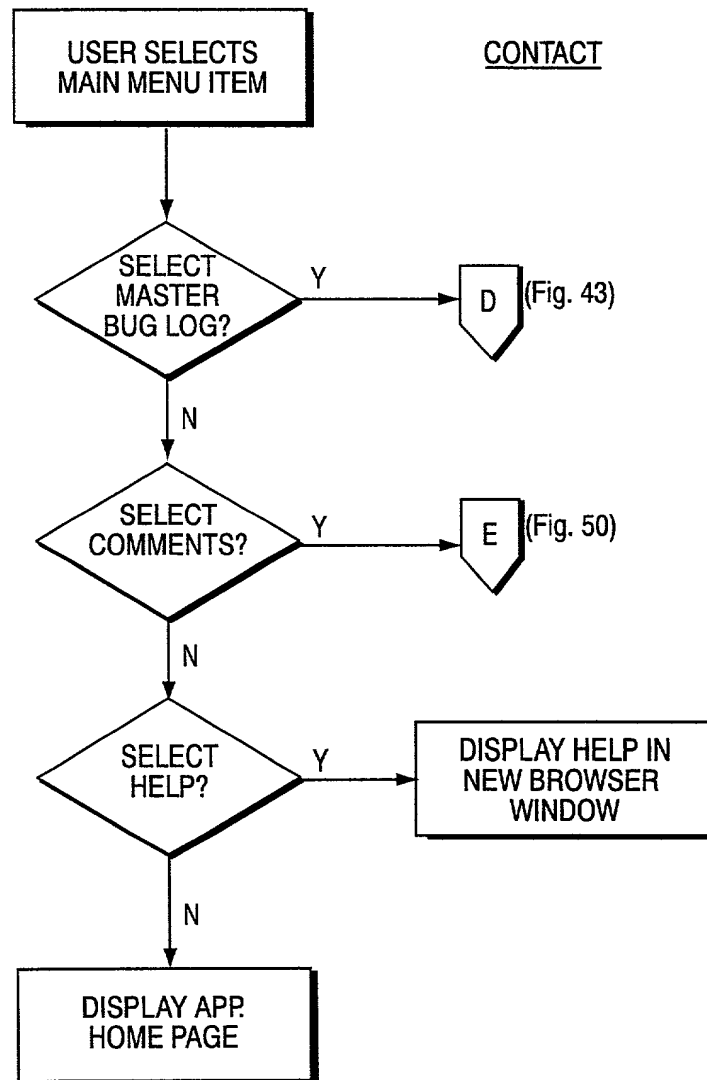 USER SELECTS
MAIN MENU ITEM
CONTACT
SELECT
MASTER
BUG LOG?
Y
D
(Fig. 43)
N
SELECT
COMMENTS?
Y
E
(Fig. 50)
N
SELECT
HELP?
Y
DISPLAY HELP IN
NEW BROWSER
WINDOW
N
DISPLAY APP.
HOME PAGE